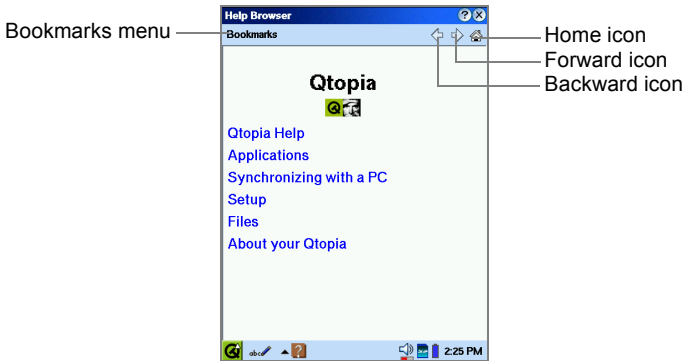 Help Browser
Bookmarks menu
Bookmarks
Home icon
Forward icon
Backward icon
Qtopia
Qtopia Help
Applications
Synchronizing with a PC
Setup
Files
About your Qtopia
abcd
2:25 PM